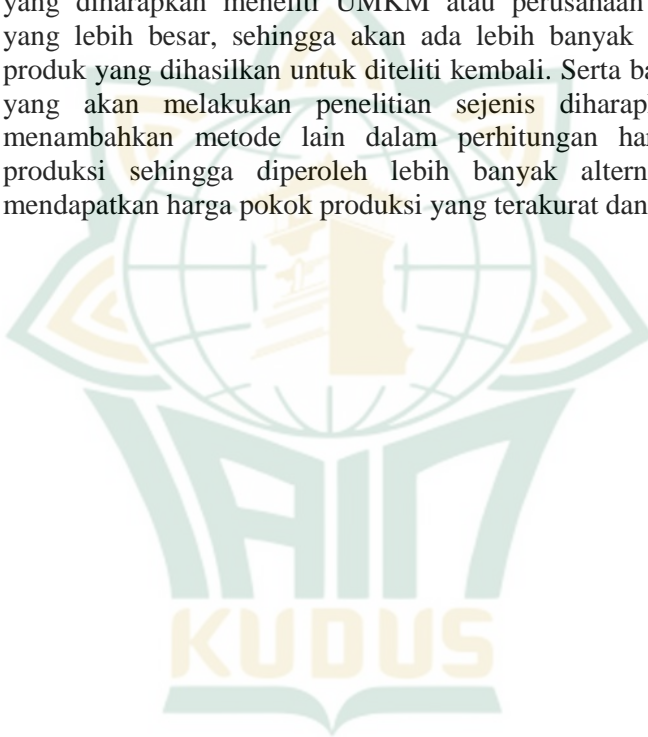 yang diharapkan meneliti UMKM atau perusahaan
yang lebih besar, sehingga akan ada lebih banyak
produk yang dihasilkan untuk diteliti kembali. Serta ba
yang akan melakukan penelitian sejenis diharap
menambahkan metode lain dalam perhitungan har
produksi sehingga diperoleh lebih banyak altern
mendapatkan harga pokok produksi yang terakurat dan
IAIN
KUDUS